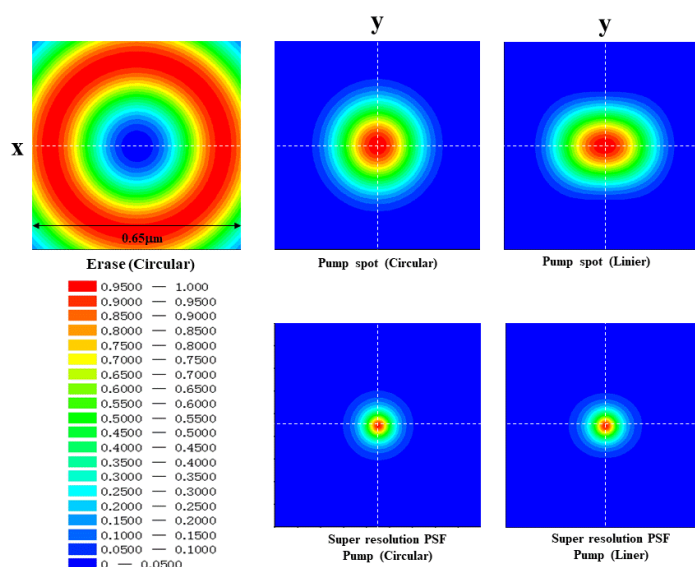 y
y
x
0.65μm
Erase (Circular)
Pump spot (Circular)
Pump spot (Linier)
0.9500 — 1.000
0.9000 — 0.9500
0.8500 — 0.9000
0.8000 — 0.8500
0.7500 — 0.8000
0.7000 — 0.7500
0.6500 — 0.7000
0.6000 — 0.6500
0.5500 — 0.6000
0.5000 — 0.5500
0.4500 — 0.5000
0.4000 — 0.4500
0.3500 — 0.4000
0.3000 — 0.3500
0.2500 — 0.3000
0.2000 — 0.2500
0.1500 — 0.2000
0.1000 — 0.1500
0.0500 — 0.1000
0 — 0.0500
Super resolution PSF
Pump (Circular)
Super resolution PSF
Pump (Liner)